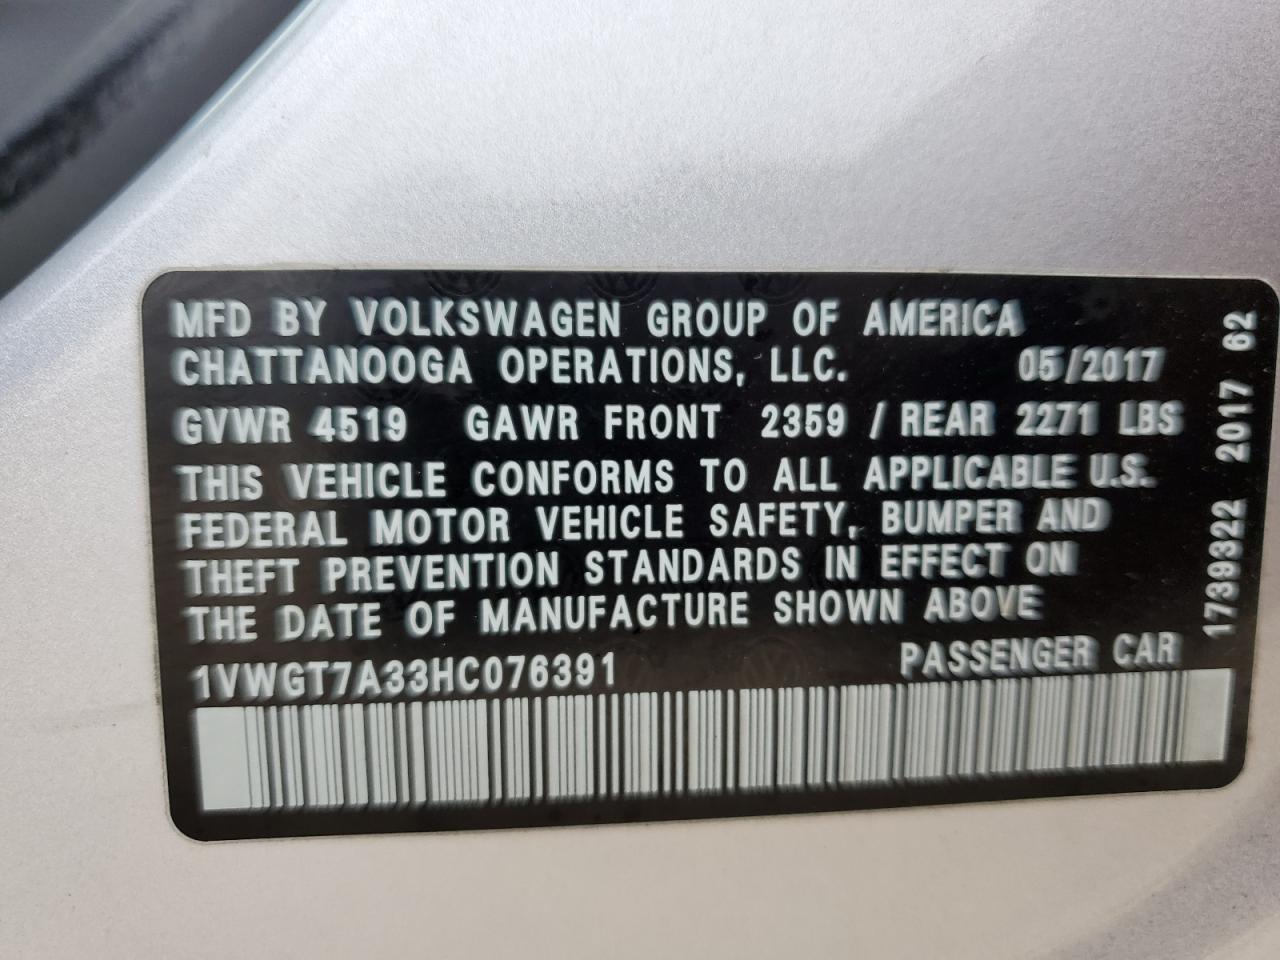 MFD BY VOLKSWAGEN GROUP OF AMERICA
CHATTANOOGA OPERATIONS, LLC. 05/2017
GVWR 4519 GAWR FRONT 2359 / REAR 2271 LBS
THIS VEHICLE CONFORMS TO ALL APPLICABLE U.S.
FEDERAL MOTOR VEHICLE SAFETY, BUMPER AND
THEFT PREVENTION STANDARDS IN EFFECT ON
THE DATE OF MANUFACTURE SHOWN ABOVE
1VWGT7A33HC076391 PASSENGER CAR
1739322 2017 62